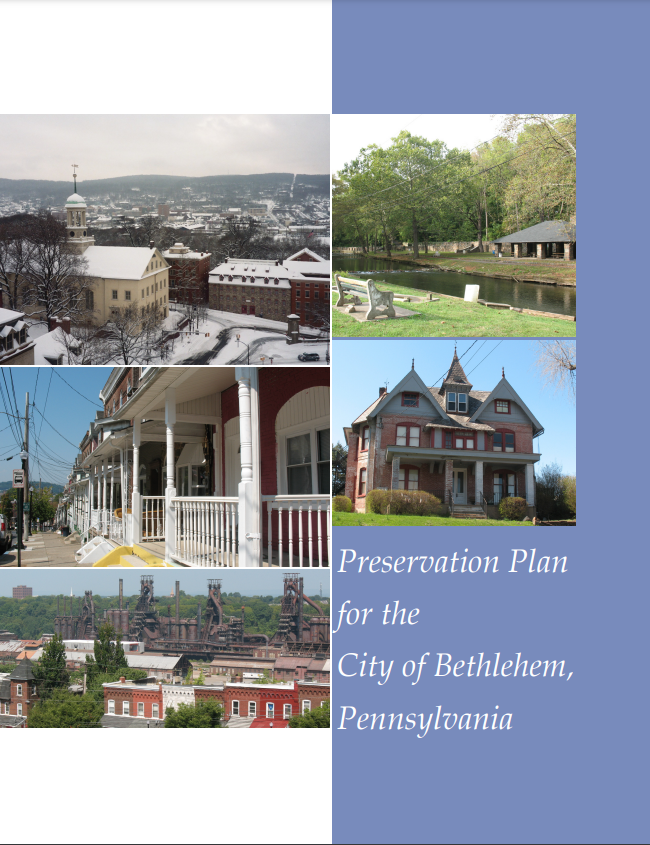 Preservation Plan
for the
City of Bethlehem,
Pennsylvania